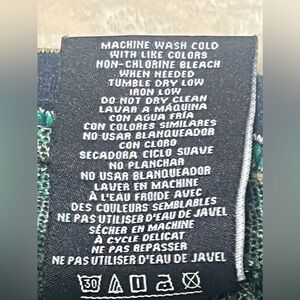 MACHINE WASH COLD
WITH LIKE COLORS
NON-CHLORINE BLEACH
WHEN NEEDED
TUMBLE DRY LOW
IRON LOW
DO NOT DRY CLEAN
LAVAR A MÁQUINA
CON AGUA FRÍA
CON COLORES SIMILARES
NO USAR BLANQUEADOR
CON CLORO
SECADORA CICLO SUAVE
NO PLANCHAR
NO USAR BLANQUEADOR
LAVER EN MACHINE
À L'EAU FROIDE AVEC
DES COULEURS SEMBLABLES
NE PAS UTILISER D'EAU DE JAVEL
SÉCHER EN MACHINE
À CYCLE DELICAT
NE PAS REPASSER
NE PAS UTILISER D'EAU DE JAVEL
30